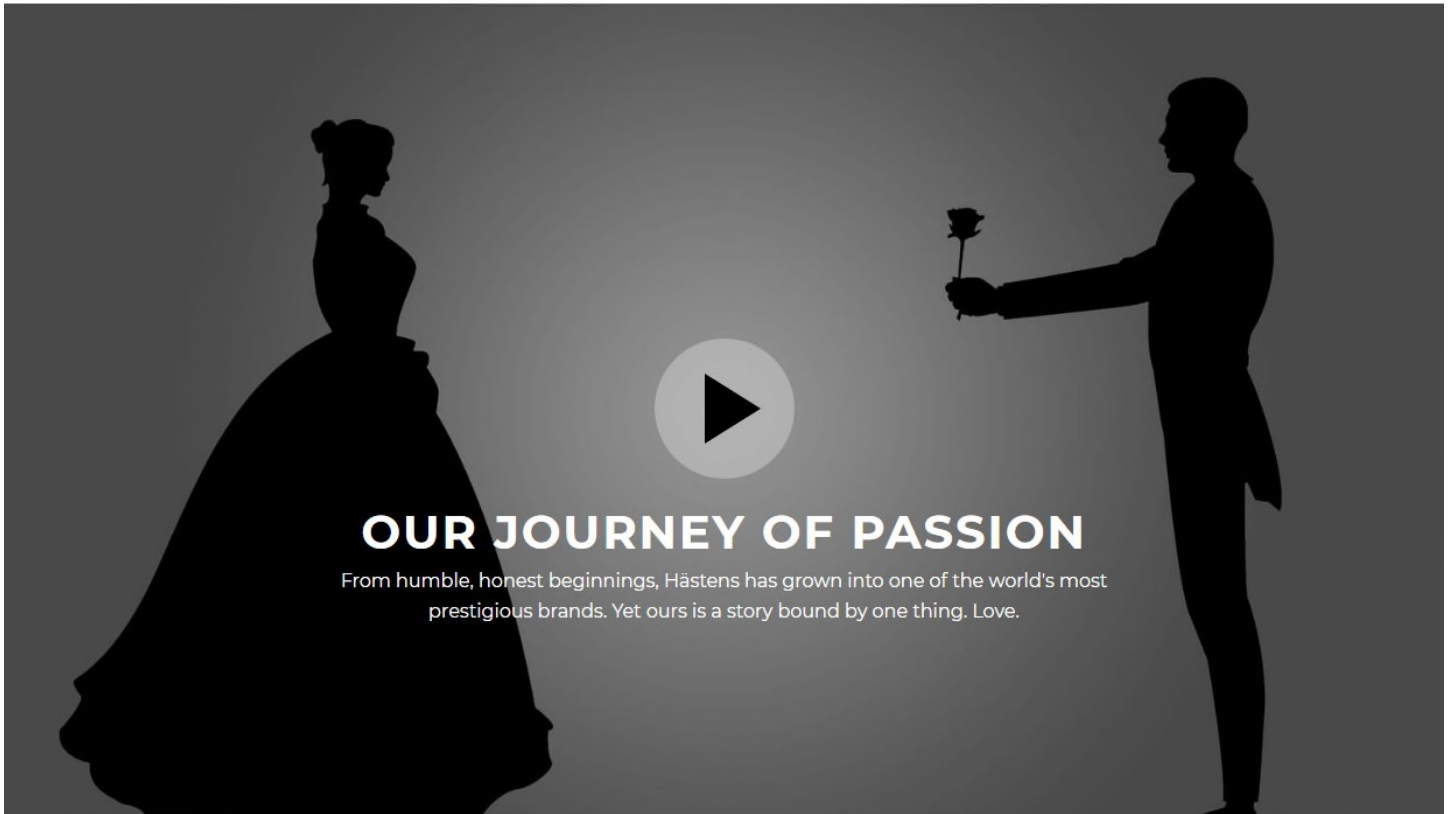 OUR JOURNEY OF PASSION
From humble, honest beginnings, Hästens has grown into one of the world's most
prestigious brands. Yet ours is a story bound by one thing. Love.